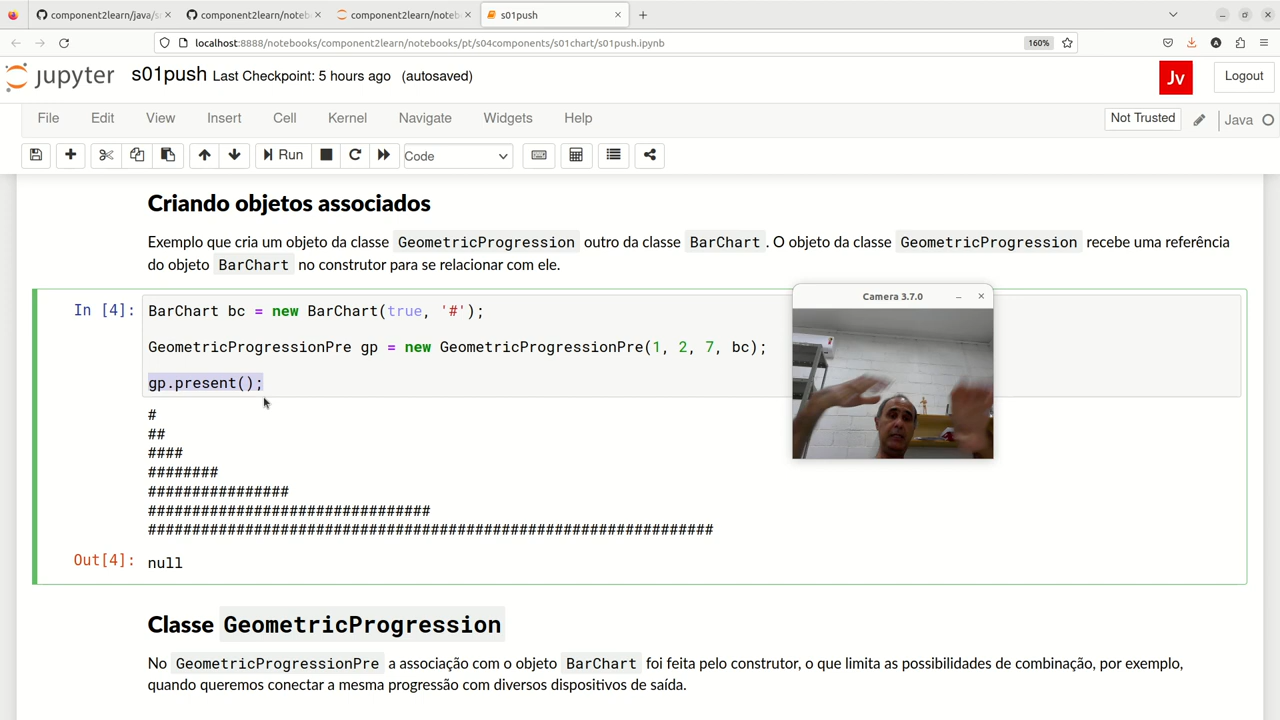 component2learn/java/s
component2learn/noteb
component2learn/noteb
s01push
localhost:8888/notebooks/component2learn/notebooks/pt/s04components/s01chart/s01push.ipynb
160%
jupyter s01push Last Checkpoint: 5 hours ago (autosaved)
Jv
Logout
File Edit View Insert Cell Kernel Navigate Widgets Help
Not Trusted
Java
Run
Code
Criando objetos associados
Exemplo que cria um objeto da classe GeometricProgression outro da classe BarChart . O objeto da classe GeometricProgression recebe uma referência
do objeto BarChart no construtor para se relacionar com ele.
In [4]:
BarChart bc = new BarChart(true, '#');
GeometricProgressionPre gp = new GeometricProgressionPre(1, 2, 7, bc);
gp.present();
Camera 3.7.0
#
##
####
########
################
################################
################################################################
Out[4]: null
Classe GeometricProgression
No GeometricProgressionPre a associação com o objeto BarChart foi feita pelo construtor, o que limita as possibilidades de combinação, por exemplo,
quando queremos conectar a mesma progressão com diversos dispositivos de saída.